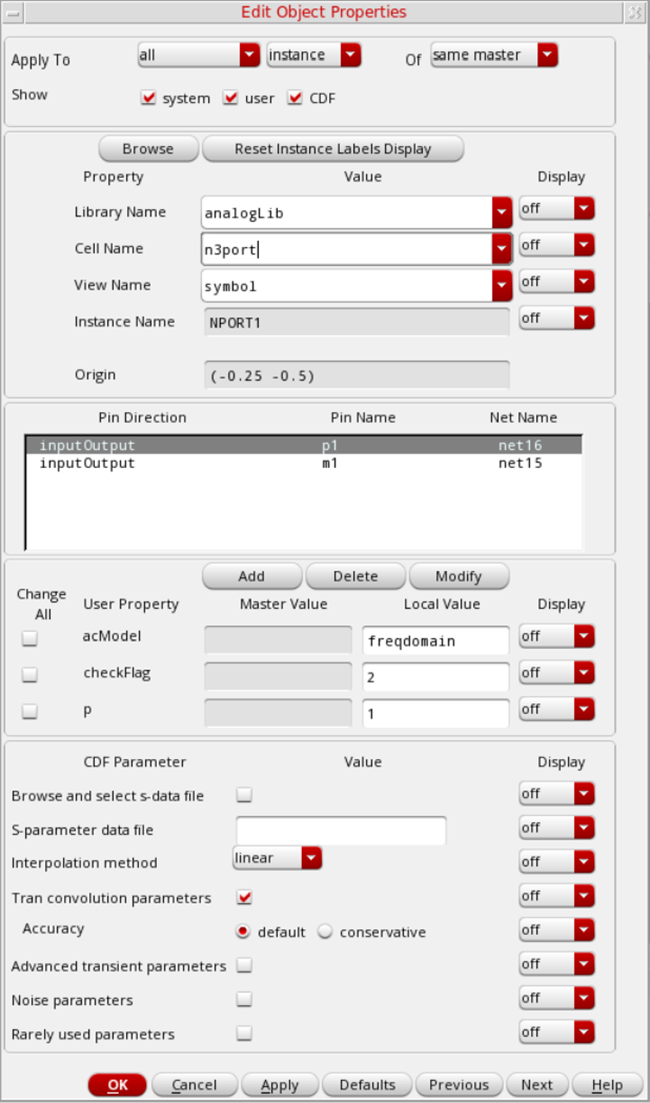 Edit Object Properties
Apply To all instance Of same master
Show system user CDF
Browse Reset Instance Labels Display
Property Value Display
Library Name analogLib off
Cell Name n3port off
View Name symbol off
Instance Name NPORT1 off
Origin (-0.25 -0.5)
Pin Direction Pin Name Net Name
inputOutput p1 net16
inputOutput m1 net15
Add Delete Modify
Change
All User Property Master Value Local Value Display
acModel freqdomain off
checkFlag 2 off
p 1 off
CDF Parameter Value Display
Browse and select s-data file off
S-parameter data file off
Interpolation method linear off
Tran convolution parameters off
Accuracy default conservative off
Advanced transient parameters off
Noise parameters off
Rarely used parameters off
OK Cancel Apply Defaults Previous Next Help